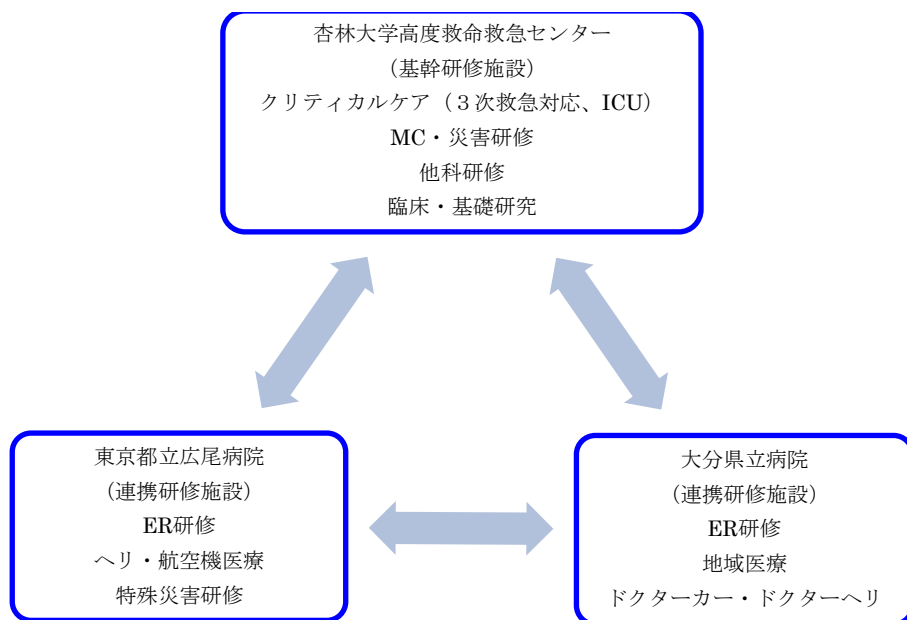 杏林大学高度救命救急センター
（基幹研修施設）
クリティカルケア（３次救急対応、ICU）
MC・災害研修
他科研修
臨床・基礎研究
東京都立広尾病院
（連携研修施設）
ER研修
ヘリ・航空機医療
特殊災害研修
大分県立病院
（連携研修施設）
ER研修
地域医療
ドクターカー・ドクターヘリ